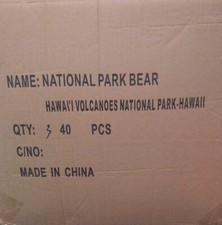 NAME: NATIONAL PARK BEAR
HAWAI'I VOLCANOES NATIONAL PARK-HAWAII
QTY: 40 PCS
C/NO:
MADE IN CHINA